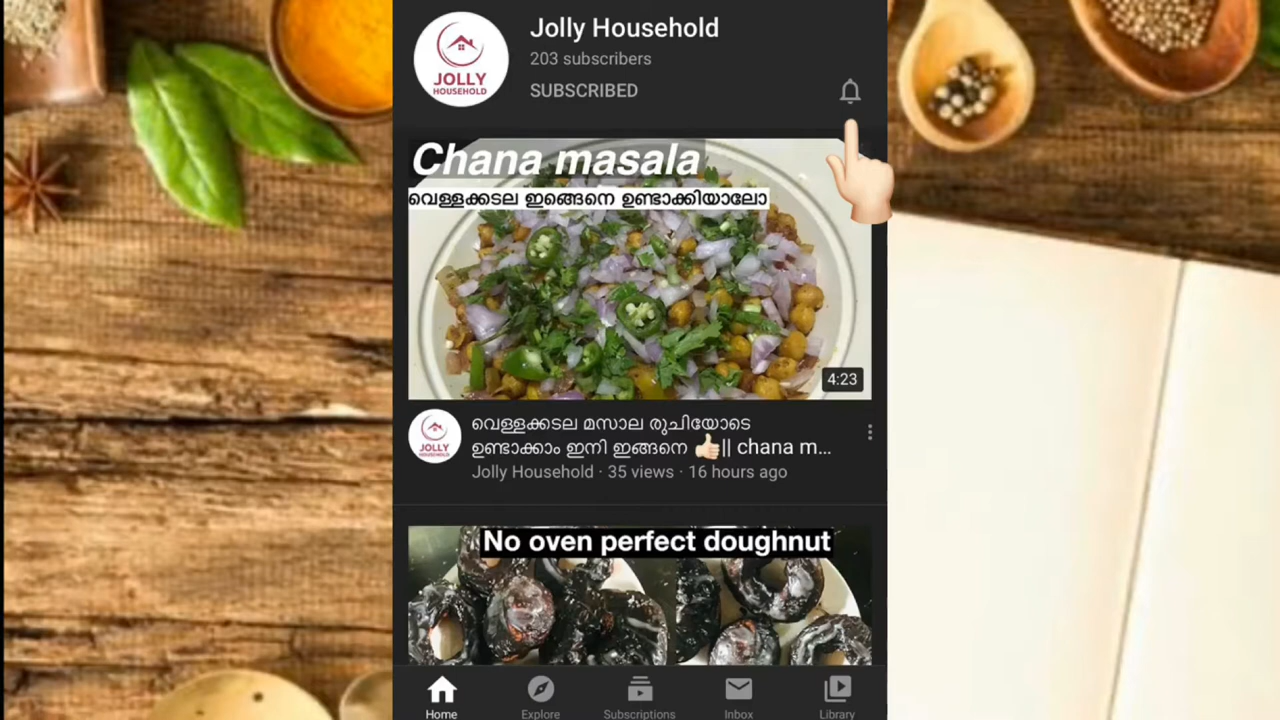 JOLLY
HOUSEHOLD
Jolly Household
203 subscribers
SUBSCRIBED
Chana masala
വെള്ളക്കടല ഇങ്ങെനെ ഉണ്ടാക്കിയാലോ
4:23
JOLLY
HOUSEHOLD
വെള്ളക്കടല മസാല രുചിയോടെ
ഉണ്ടാക്കാം ഇനി ഇങ്ങനെ 👍🏻|| chana m...
Jolly Household · 35 views · 16 hours ago
No oven perfect doughnut
Home Explore Subscriptions Inbox Library